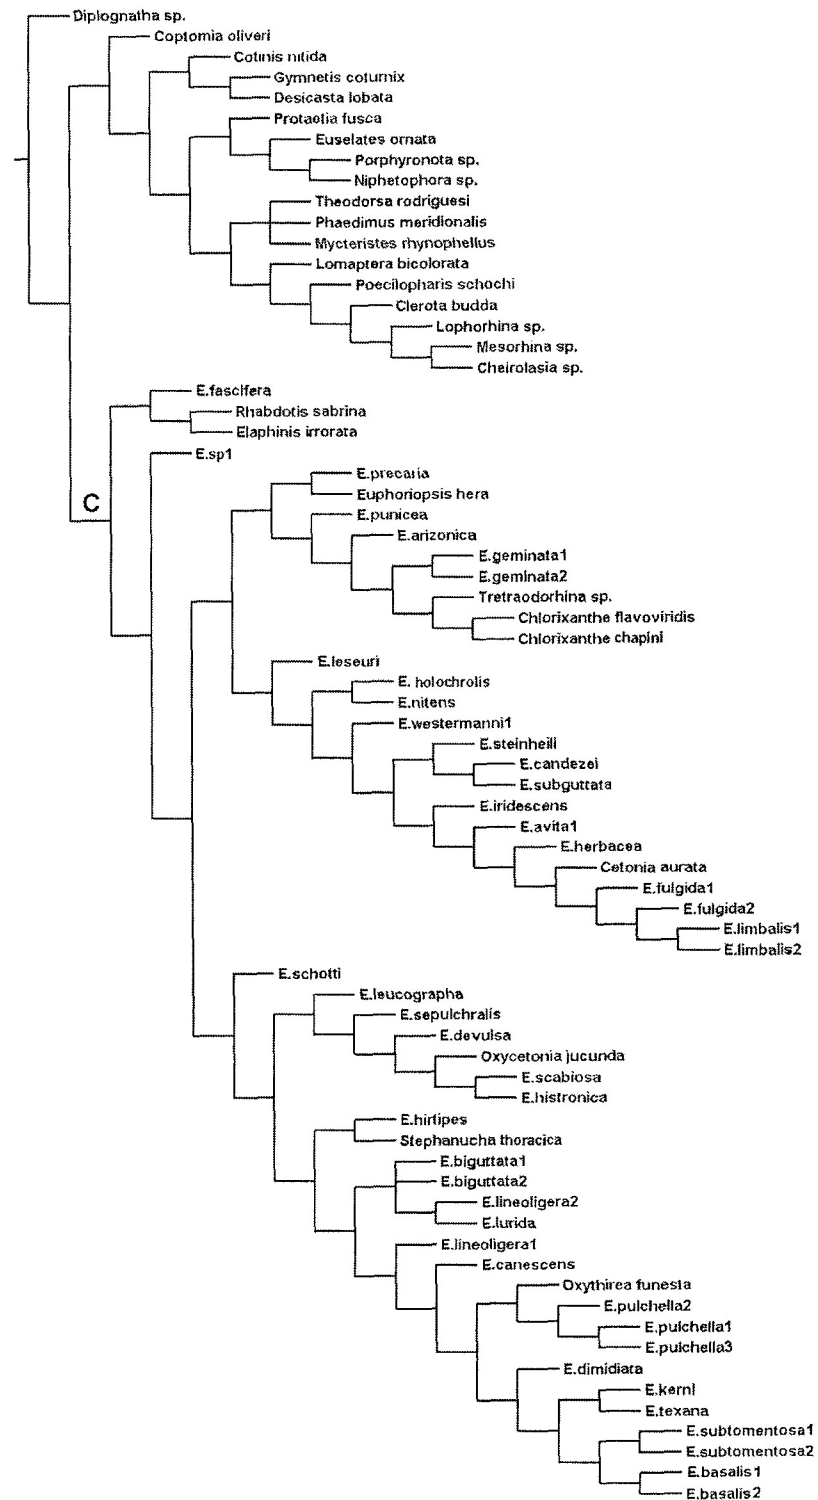 Diplognatha sp.
Coptomia oliveri
Cotinis nitida
Gymnetis coturnix
Desicasta lobata
Protaetia fusca
Euselates ornata
Porphyronota sp.
Niphetophora sp.
Theodorsa rodriguesi
Phaedimus meridionalis
Mycteristes rhynophellus
Lomaptera bicolorata
Poecilopharis schochi
Clerota budda
Lophorhina sp.
Mesorhina sp.
Cheirolasia sp.
E.fascifera
Rhabdotis sabrina
Elaphinis irrorata
E.sp1
C
E.precaria
Euphoriopsis hera
E.punicea
E.arizonica
E.geminata1
E.geminata2
Tretraodorhina sp.
Chlorixanthe flavoviridis
Chlorixanthe chapini
E.leseuri
E. holochrolis
E.nitens
E.westermanni1
E.steinheili
E.candezei
E.subguttata
E.iridescens
E.avita1
E.herbacea
Cetonia aurata
E.fulgida1
E.fulgida2
E.limbalis1
E.limbalis2
E.schotti
E.leucographa
E.sepulchralis
E.devulsa
Oxycetonia jucunda
E.scabiosa
E.histronica
E.hirtipes
Stephanucha thoracica
E.biguttata1
E.biguttata2
E.lineoligera2
E.lurida
E.lineoligera1
E.canescens
Oxythirea funesta
E.pulchella2
E.pulchella1
E.pulchella3
E.dimidiata
E.kerni
E.texana
E.subtomentosa1
E.subtomentosa2
E.basalis1
E.basalis2